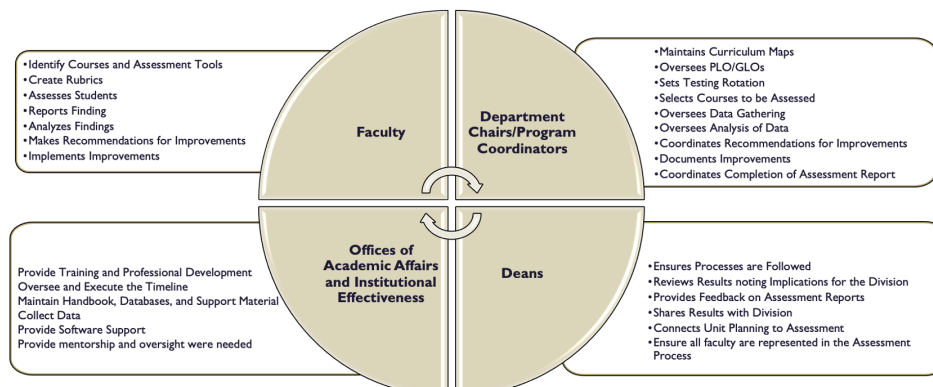 •Identify Courses and Assessment Tools
•Create Rubrics
•Assesses Students
•Reports Finding
•Analyzes Findings
•Makes Recommendations for Improvements
•Implements Improvements
Faculty
Department
Chairs/Program
Coordinators
•Maintains Curriculum Maps
•Oversees PLO/GLOs
•Sets Testing Rotation
•Selects Courses to be Assessed
•Oversees Data Gathering
•Oversees Analysis of Data
•Coordinates Recommendations for Improvements
•Documents Improvements
•Coordinates Completion of Assessment Report
Provide Training and Professional Development
Oversee and Execute the Timeline
Maintain Handbook, Databases, and Support Material
Collect Data
Provide Software Support
Provide mentorship and oversight were needed
Offices of
Academic Affairs
and Institutional
Effectiveness
Deans
•Ensures Processes are Followed
•Reviews Results noting Implications for the Division
•Provides Feedback on Assessment Reports
•Shares Results with Division
•Connects Unit Planning to Assessment
•Ensure all faculty are represented in the Assessment
Process